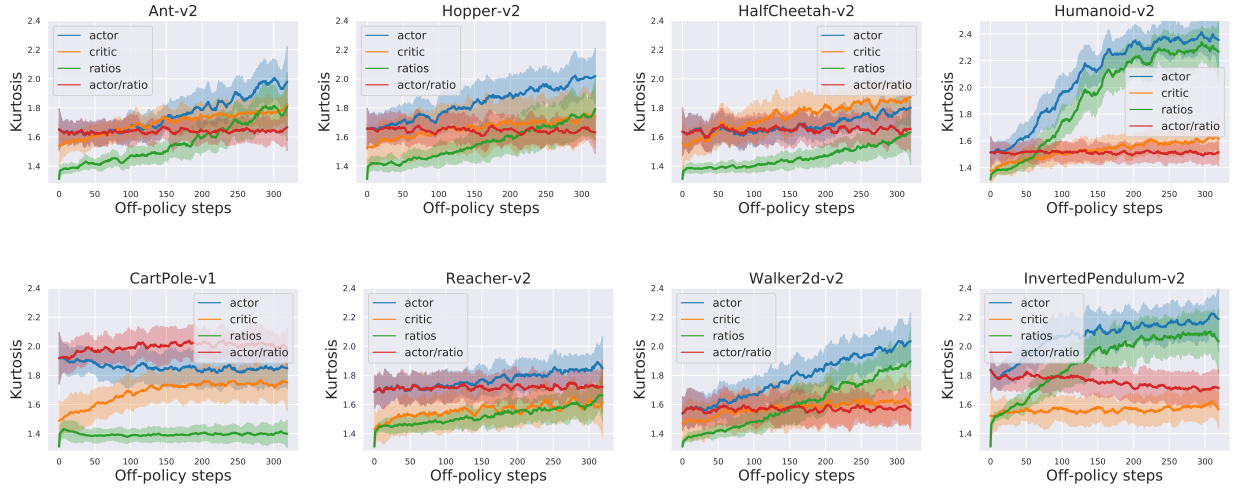 Ant-v2
Kurtosis
2.4
2.2
2.0
1.8
1.6
1.4
actor
critic
ratios
actor/ratio
0 50 100 150 200 250 300
Off-policy steps
Hopper-v2
Kurtosis
2.4
2.2
2.0
1.8
1.6
1.4
actor
critic
ratios
actor/ratio
0 50 100 150 200 250 300
Off-policy steps
HalfCheetah-v2
Kurtosis
2.4
2.2
2.0
1.8
1.6
1.4
actor
critic
ratios
actor/ratio
0 50 100 150 200 250 300
Off-policy steps
Humanoid-v2
Kurtosis
2.4
2.2
2.0
1.8
1.6
1.4
actor
critic
ratios
actor/ratio
0 50 100 150 200 250 300
Off-policy steps
CartPole-v1
Kurtosis
2.4
2.2
2.0
1.8
1.6
1.4
actor
critic
ratios
actor/ratio
0 50 100 150 200 250 300
Off-policy steps
Reacher-v2
Kurtosis
2.4
2.2
2.0
1.8
1.6
1.4
actor
critic
ratios
actor/ratio
0 50 100 150 200 250 300
Off-policy steps
Walker2d-v2
Kurtosis
2.4
2.2
2.0
1.8
1.6
1.4
actor
critic
ratios
actor/ratio
0 50 100 150 200 250 300
Off-policy steps
InvertedPendulum-v2
Kurtosis
2.4
2.2
2.0
1.8
1.6
1.4
actor
critic
ratios
actor/ratio
0 50 100 150 200 250 300
Off-policy steps